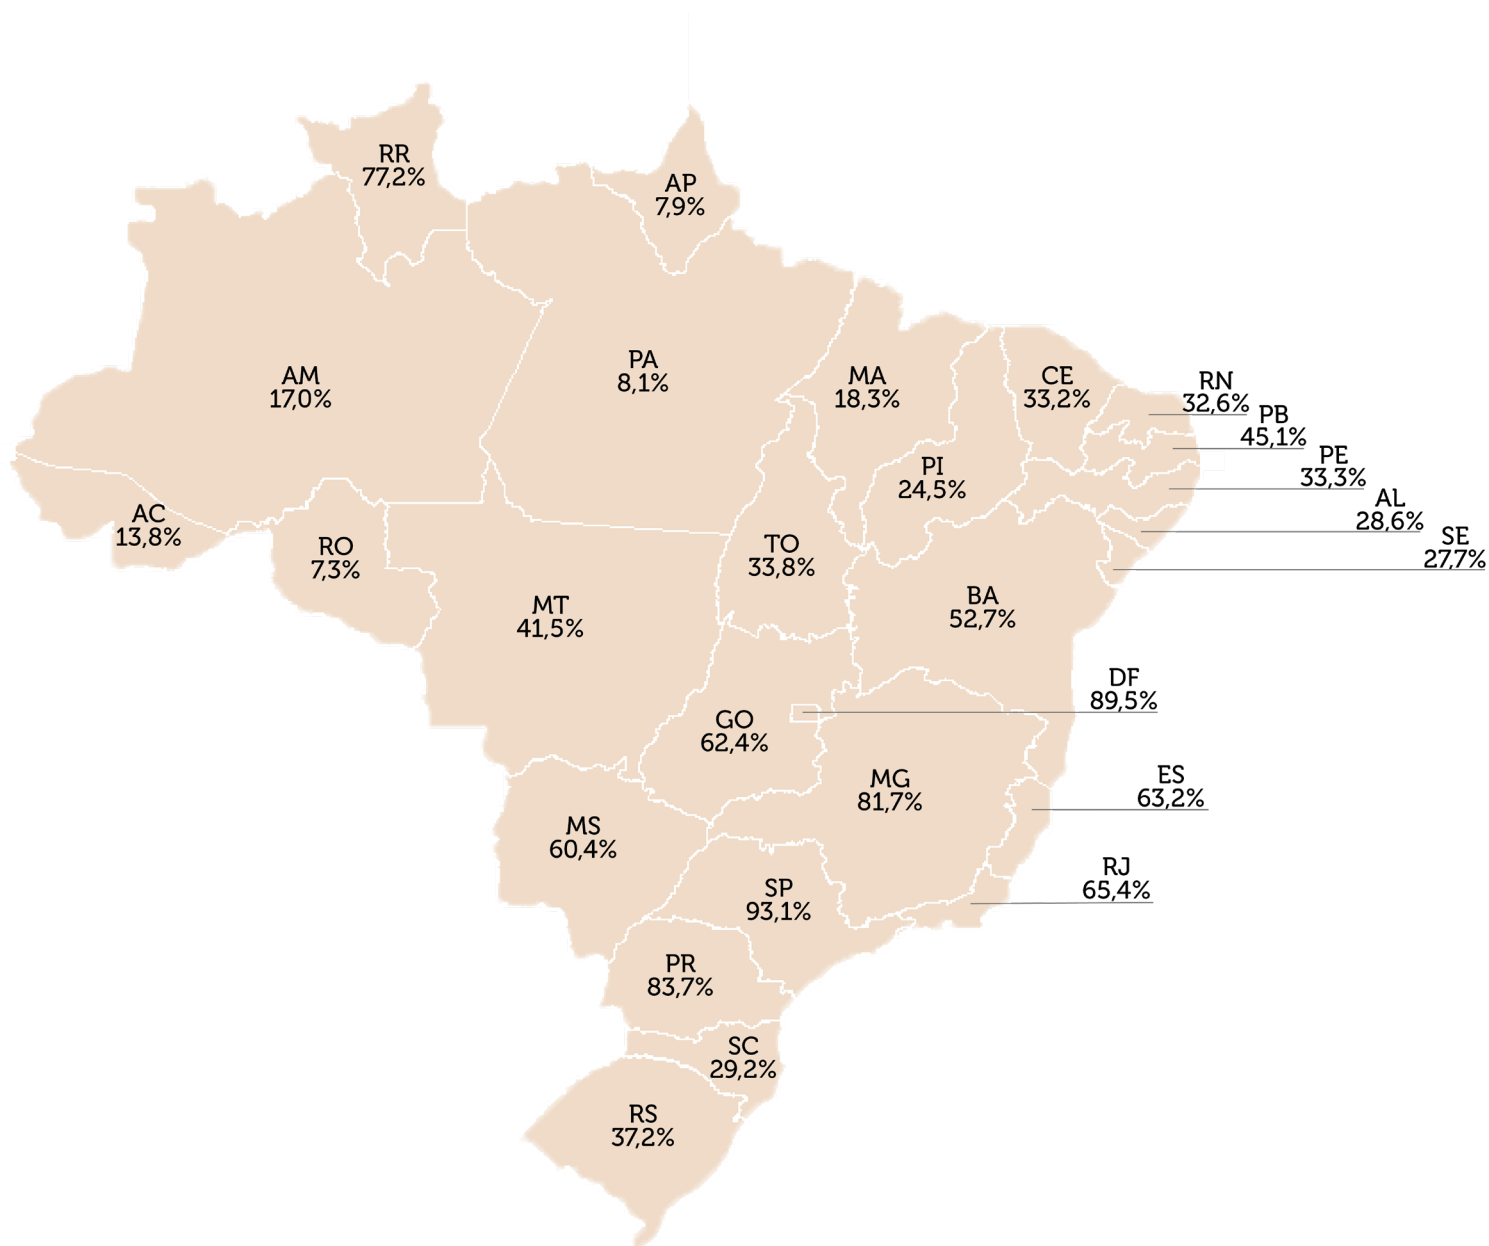 RR
77,2%
AP
7,9%
AM
17,0%
PA
8,1%
MA
18,3%
CE
33,2%
RN
32,6%
PB
45,1%
PE
33,3%
PI
24,5%
AL
28,6%
SE
27,7%
AC
13,8%
RO
7,3%
TO
33,8%
MT
41,5%
BA
52,7%
DF
89,5%
GO
62,4%
MG
81,7%
ES
63,2%
MS
60,4%
RJ
65,4%
SP
93,1%
PR
83,7%
SC
29,2%
RS
37,2%